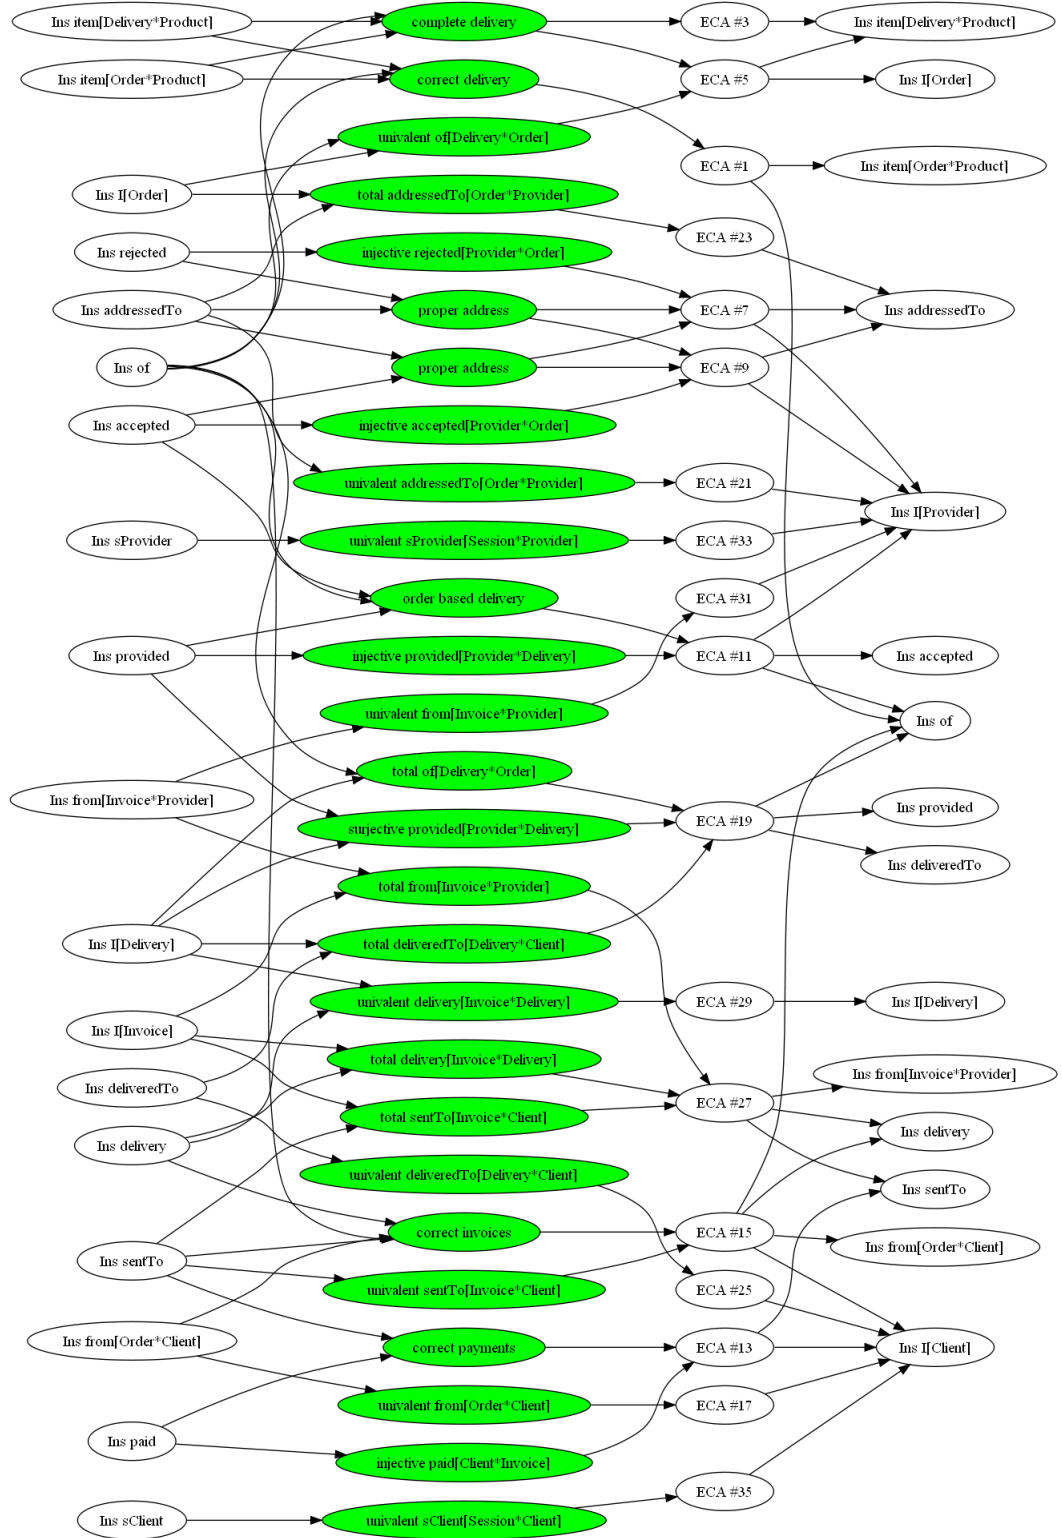 Ins item[Delivery*Product]
complete delivery
ECA #3
Ins item[Delivery*Product]
Ins item[Order*Product]
correct delivery
ECA #5
Ins I[Order]
univalent of[Delivery*Order]
ECA #1
Ins item[Order*Product]
Ins I[Order]
total addressedTo[Order*Provider]
ECA #23
Ins rejected
injective rejected[Provider*Order]
Ins addressedTo
proper address
ECA #7
Ins addressedTo
Ins of
proper address
ECA #9
Ins accepted
injective accepted[Provider*Order]
univalent addressedTo[Order*Provider]
ECA #21
Ins I[Provider]
Ins sProvider
univalent sProvider[Session*Provider]
ECA #33
order based delivery
ECA #31
Ins provided
injective provided[Provider*Delivery]
ECA #11
Ins accepted
univalent from[Invoice*Provider]
Ins of
total of[Delivery*Order]
Ins from[Invoice*Provider]
surjective provided[Provider*Delivery]
ECA #19
Ins provided
Ins deliveredTo
total from[Invoice*Provider]
Ins I[Delivery]
total deliveredTo[Delivery*Client]
univalent delivery[Invoice*Delivery]
ECA #29
Ins I[Delivery]
Ins I[Invoice]
total delivery[Invoice*Delivery]
Ins from[Invoice*Provider]
Ins deliveredTo
total sentTo[Invoice*Client]
ECA #27
Ins delivery
Ins delivery
univalent deliveredTo[Delivery*Client]
Ins sentTo
correct invoices
ECA #15
Ins from[Order*Client]
Ins sentTo
univalent sentTo[Invoice*Client]
ECA #25
Ins from[Order*Client]
correct payments
ECA #13
Ins I[Client]
univalent from[Order*Client]
ECA #17
Ins paid
injective paid[Client*Invoice]
ECA #35
Ins sClient
univalent sClient[Session*Client]